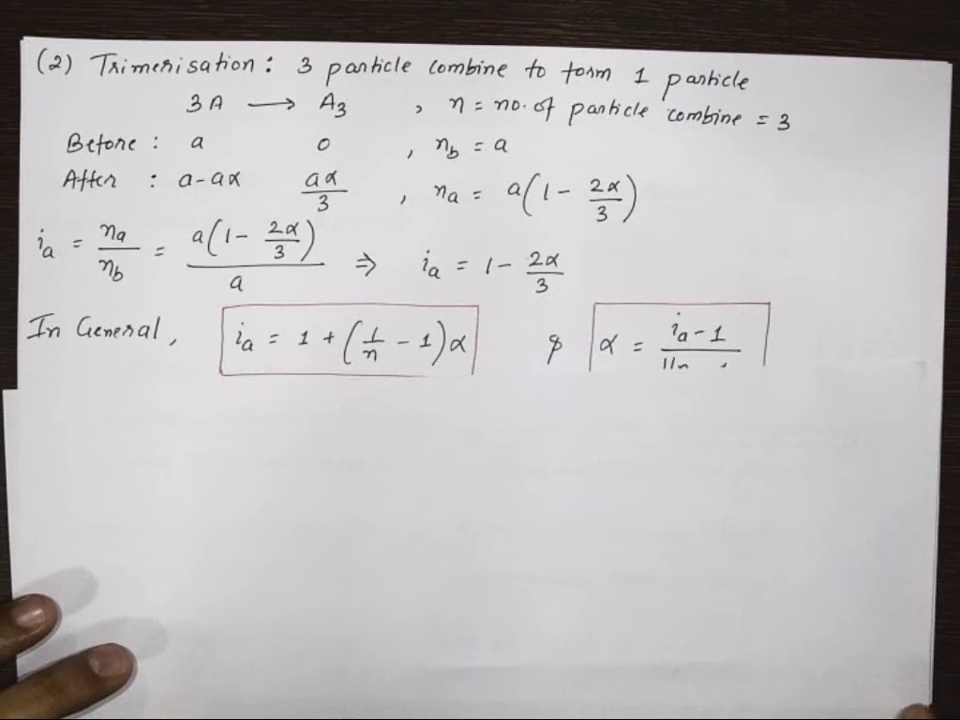 (2) Trimerisation : 3 particle combine to form 1 particle
3A → A₃ , n = no. of particle combine = 3
Before : a 0 , n_b = a
After : a-aα aα/3 , n_a = a(1 - 2α/3)
i_a = n_a/n_b = a(1 - 2α/3)/a ⇒ i_a = 1 - 2α/3
In General, i_a = 1 + (1/n - 1)α & α = i_a - 1